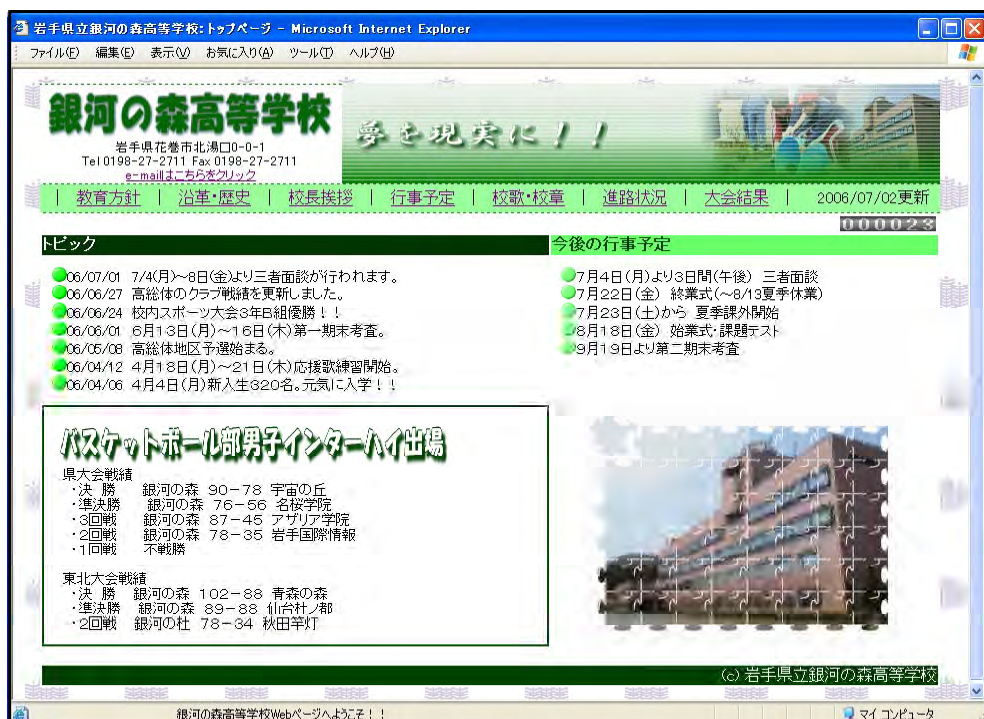 岩手県立銀河の森高等学校:トップページ - Microsoft Internet Explorer
ファイル(F) 編集(E) 表示(V) お気に入り(A) ツール(T) ヘルプ(H)
銀河の森高等学校
夢を現実に！！
岩手県花巻市北湯口0-0-1
Tel 0198-27-2711 Fax 0198-27-2711
e-mailはこちらをクリック
| 教育方針 | 沿革・歴史 | 校長挨拶 | 行事予定 | 校歌・校章 | 進路状況 | 大会結果 | 2006/07/02更新
000023
トピック
06/07/01 7/4(月)～8日(金)より三者面談が行われます。
06/06/27 高総体のクラブ戦績を更新しました。
06/06/24 校内スポーツ大会3年B組優勝！！
06/06/01 6月13日(月)～16日(木)第一期末考査。
06/05/08 高総体地区予選始まる。
06/04/12 4月18日(月)～21日(木)応援歌練習開始。
06/04/06 4月4日(月)新入生320名。元気に入学！！
今後の行事予定
7月4日(月)より3日間(午後) 三者面談
7月22日(金) 終業式(～8/13夏季休業)
7月23日(土)から 夏季課外開始
8月18日(金) 始業式・課題テスト
9月19日より第二期末考査
バスケットボール部男子インターハイ出場
県大会戦績
・決 勝 銀河の森 90－78 宇宙の丘
・準決勝 銀河の森 76－56 名桜学院
・3回戦 銀河の森 87－45 アザリア学院
・2回戦 銀河の森 78－35 岩手国際情報
・1回戦 不戦勝
東北大会戦績
・決 勝 銀河の森 102－88 青森の森
・準決勝 銀河の森 89－88 仙台杜ノ都
・2回戦 銀河の杜 78－34 秋田竿灯
(c) 岩手県立銀河の森高等学校
銀河の森高等学校Webページへようこそ！！
マイ コンピュータ